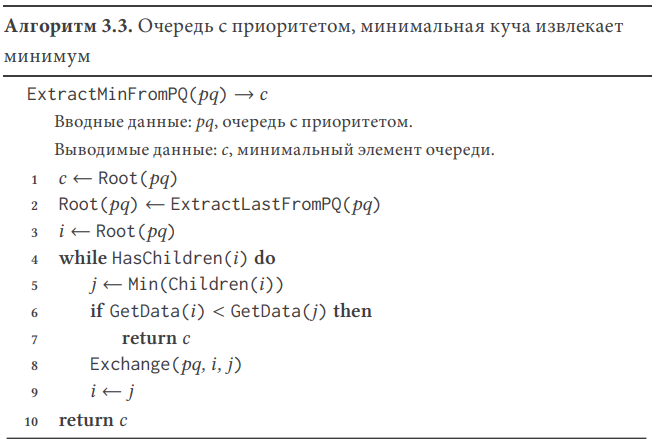 Алгоритм 3.3. Очередь с приоритетом, минимальная куча извлекает
минимум
ExtractMinFromPQ(pq) → c
Вводные данные: pq, очередь с приоритетом.
Выводимые данные: c, минимальный элемент очереди.
1 c ← Root(pq)
2 Root(pq) ← ExtractLastFromPQ(pq)
3 i ← Root(pq)
4 while HasChildren(i) do
5 j ← Min(Children(i))
6 if GetData(i) < GetData(j) then
7 return c
8 Exchange(pq, i, j)
9 i ← j
10 return c